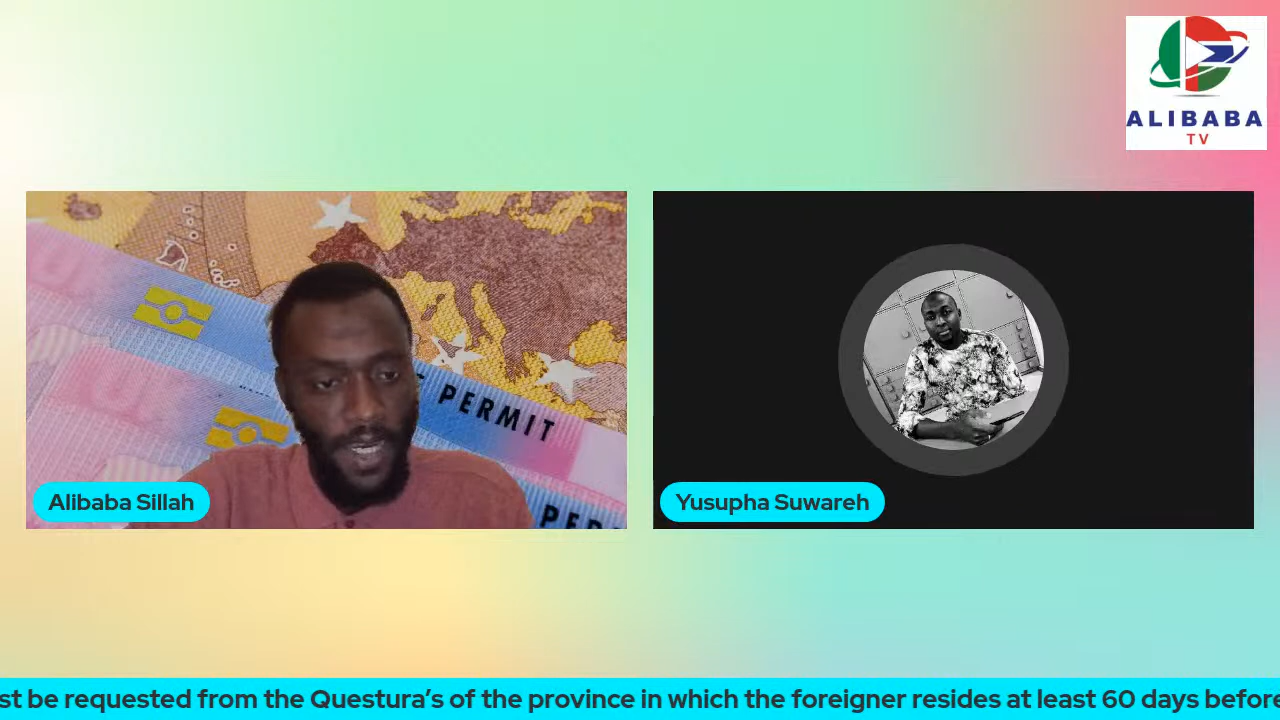 ALIBABA
TV
PERMIT
Alibaba Sillah
Yusupha Suwareh
st be requested from the Questura's of the province in which the foreigner resides at least 60 days before